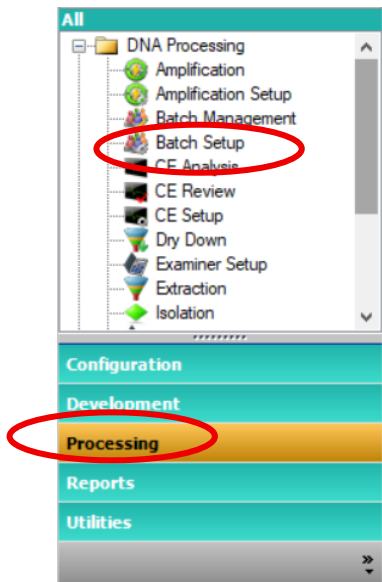 All
DNA Processing
Amplification
Amplification Setup
Batch Management
Batch Setup
CE Analysis
CE Review
CE Setup
Dry Down
Examiner Setup
Extraction
Isolation
Configuration
Development
Processing
Reports
Utilities